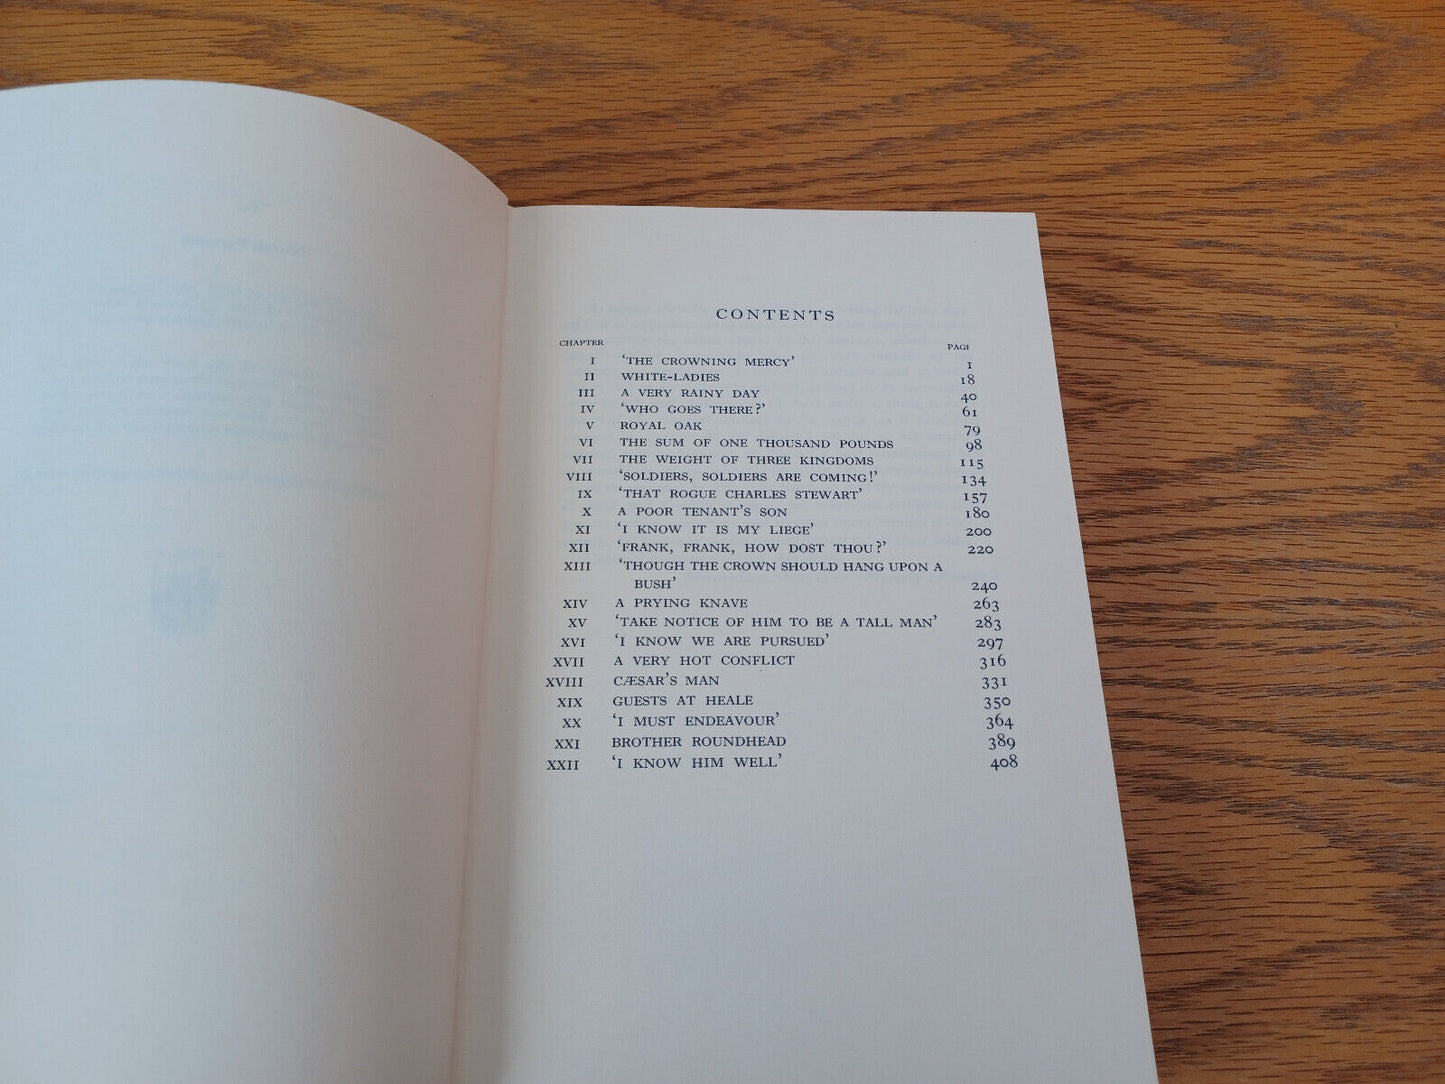 CONTENTS
CHAPTER PAGE
I 'THE CROWNING MERCY' 1
II WHITE-LADIES 18
III A VERY RAINY DAY 40
IV 'WHO GOES THERE?' 61
V ROYAL OAK 79
VI THE SUM OF ONE THOUSAND POUNDS 98
VII THE WEIGHT OF THREE KINGDOMS 115
VIII 'SOLDIERS, SOLDIERS ARE COMING!' 134
IX 'THAT ROGUE CHARLES STEWART' 157
X A POOR TENANT'S SON 180
XI 'I KNOW IT IS MY LIEGE' 200
XII 'FRANK, FRANK, HOW DOST THOU?' 220
XIII 'THOUGH THE CROWN SHOULD HANG UPON A
BUSH' 240
XIV A PRYING KNAVE 263
XV 'TAKE NOTICE OF HIM TO BE A TALL MAN' 283
XVI 'I KNOW WE ARE PURSUED' 297
XVII A VERY HOT CONFLICT 316
XVIII CÆSAR'S MAN 331
XIX GUESTS AT HEALE 350
XX 'I MUST ENDEAVOUR' 364
XXI BROTHER ROUNDHEAD 389
XXII 'I KNOW HIM WELL' 408